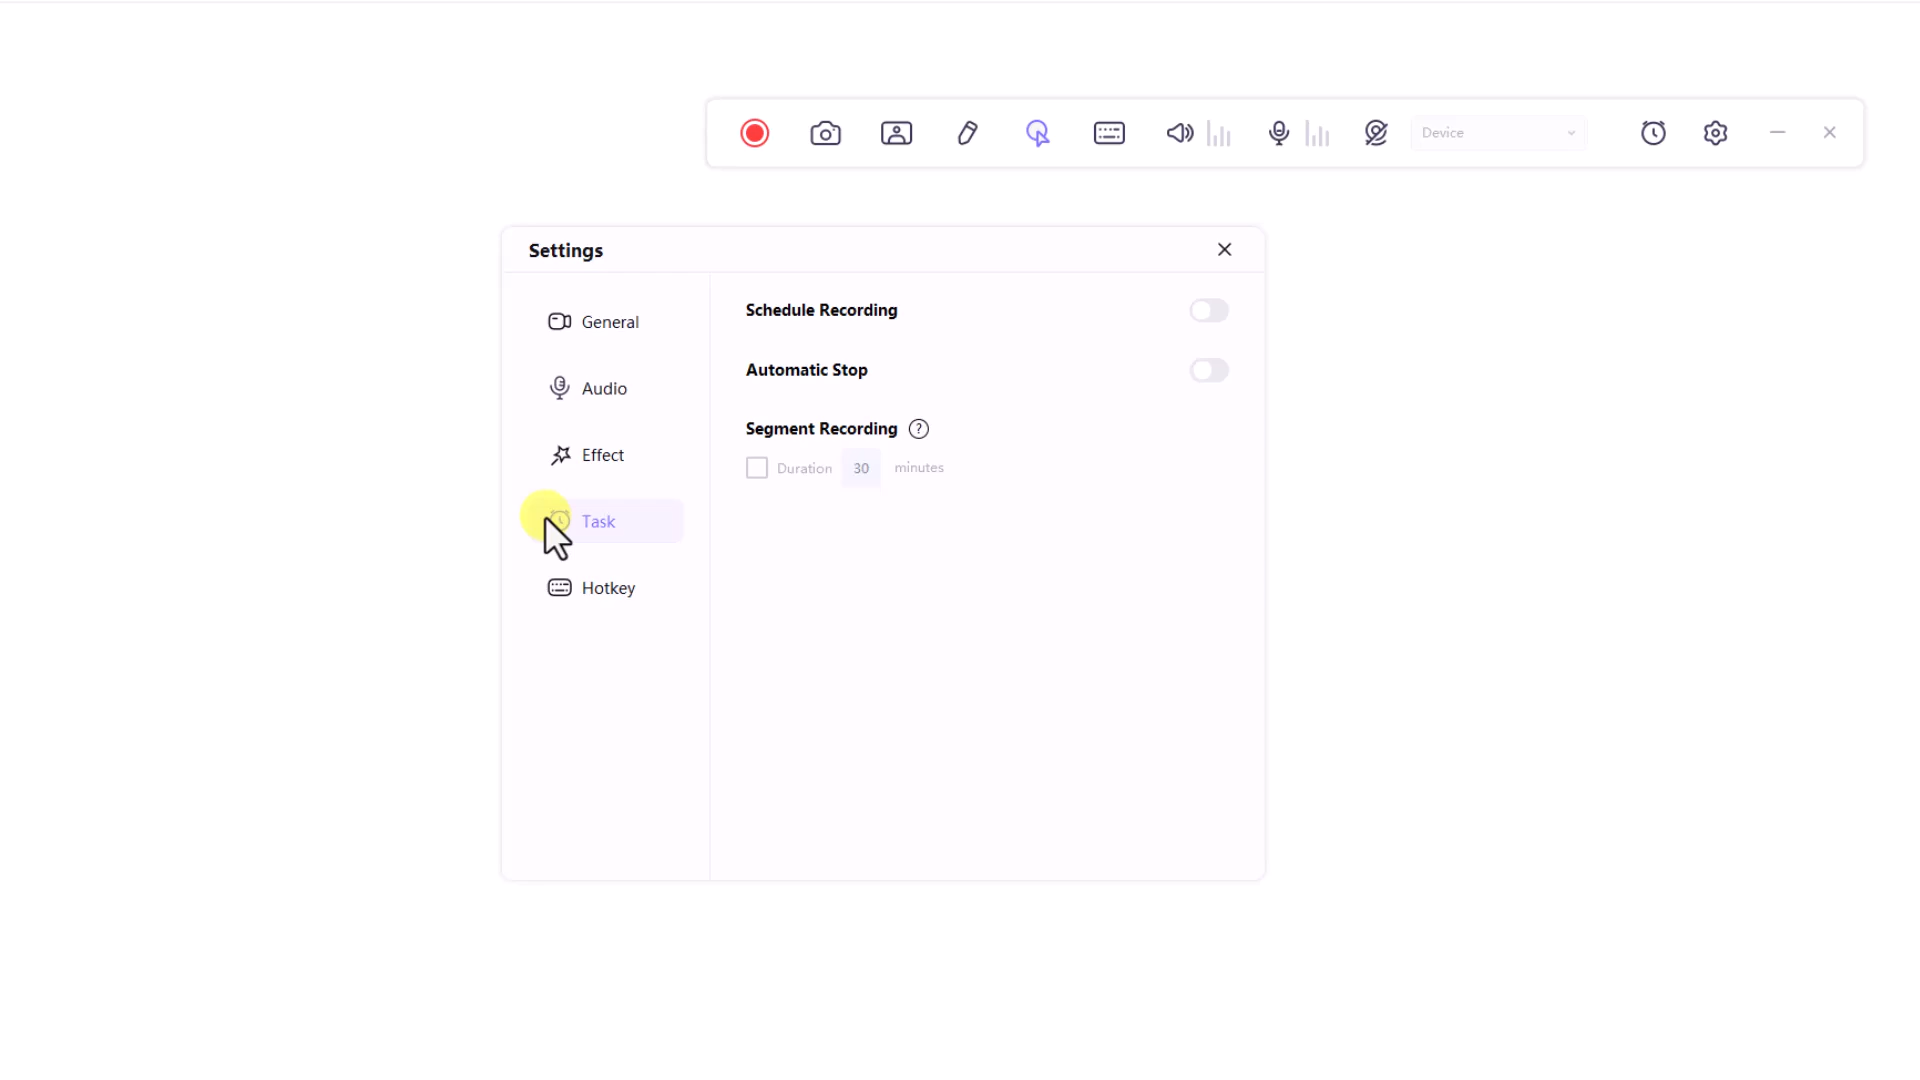 Device
Settings
General
Audio
Effect
Task
Hotkey
Schedule Recording
Automatic Stop
Segment Recording ?
Duration 30 minutes